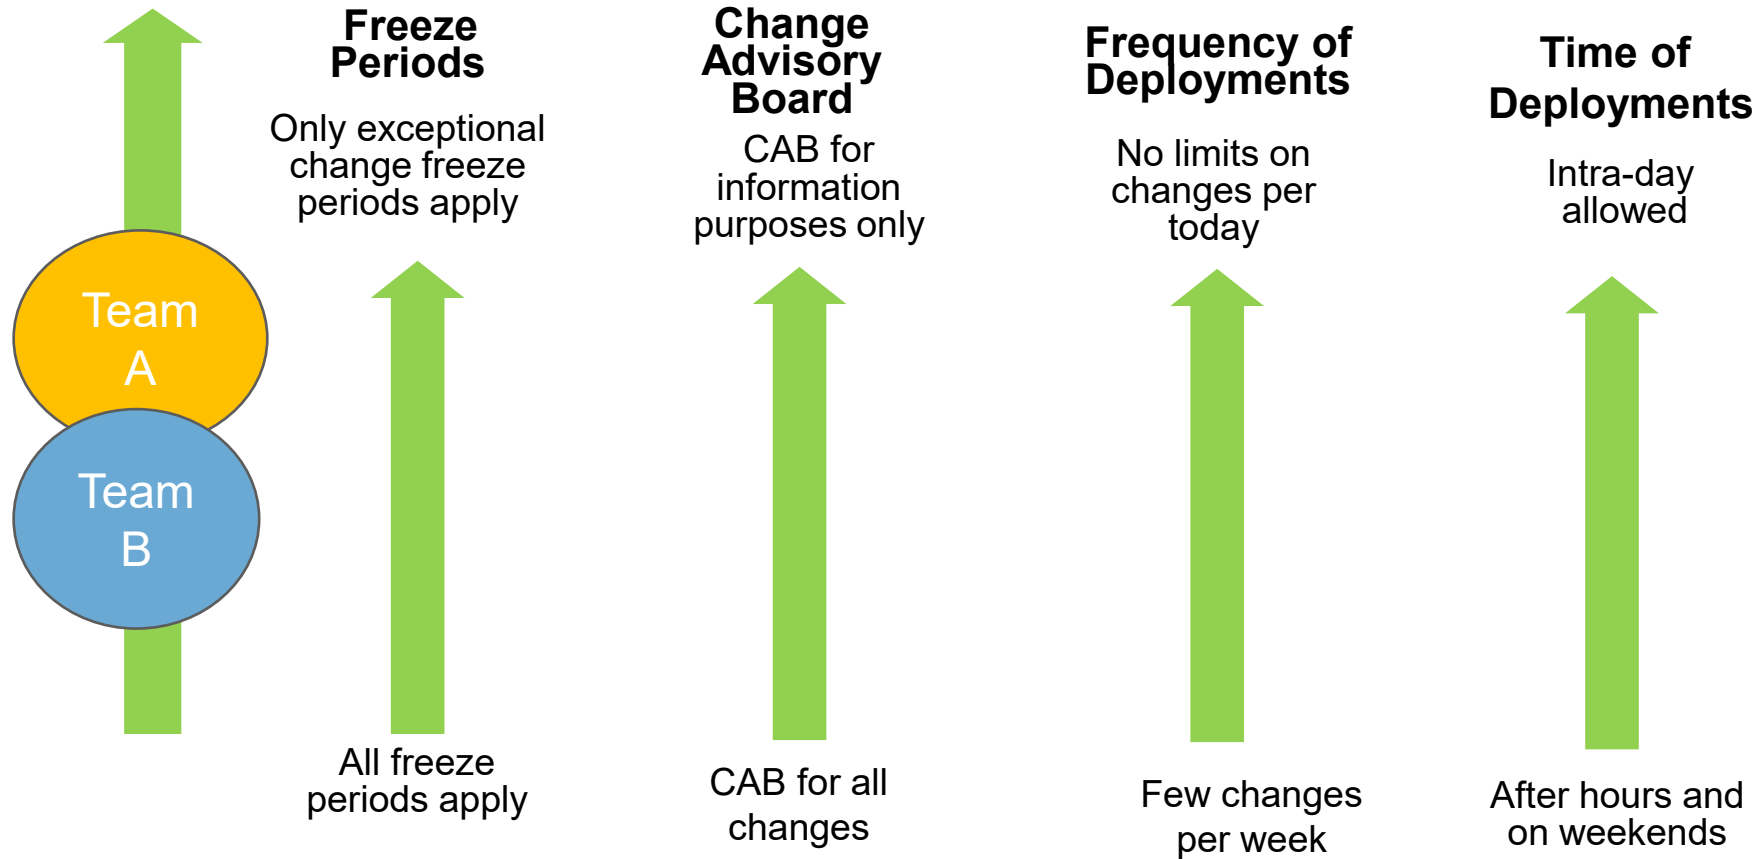 Freeze
Periods
Only exceptional
change freeze
periods apply
Change
Advisory
Board
CAB for
information
purposes only
Frequency of
Deployments
No limits on
changes per
today
Time of
Deployments
Intra-day
allowed
Team
A
Team
B
All freeze
periods apply
CAB for all
changes
Few changes
per week
After hours and
on weekends